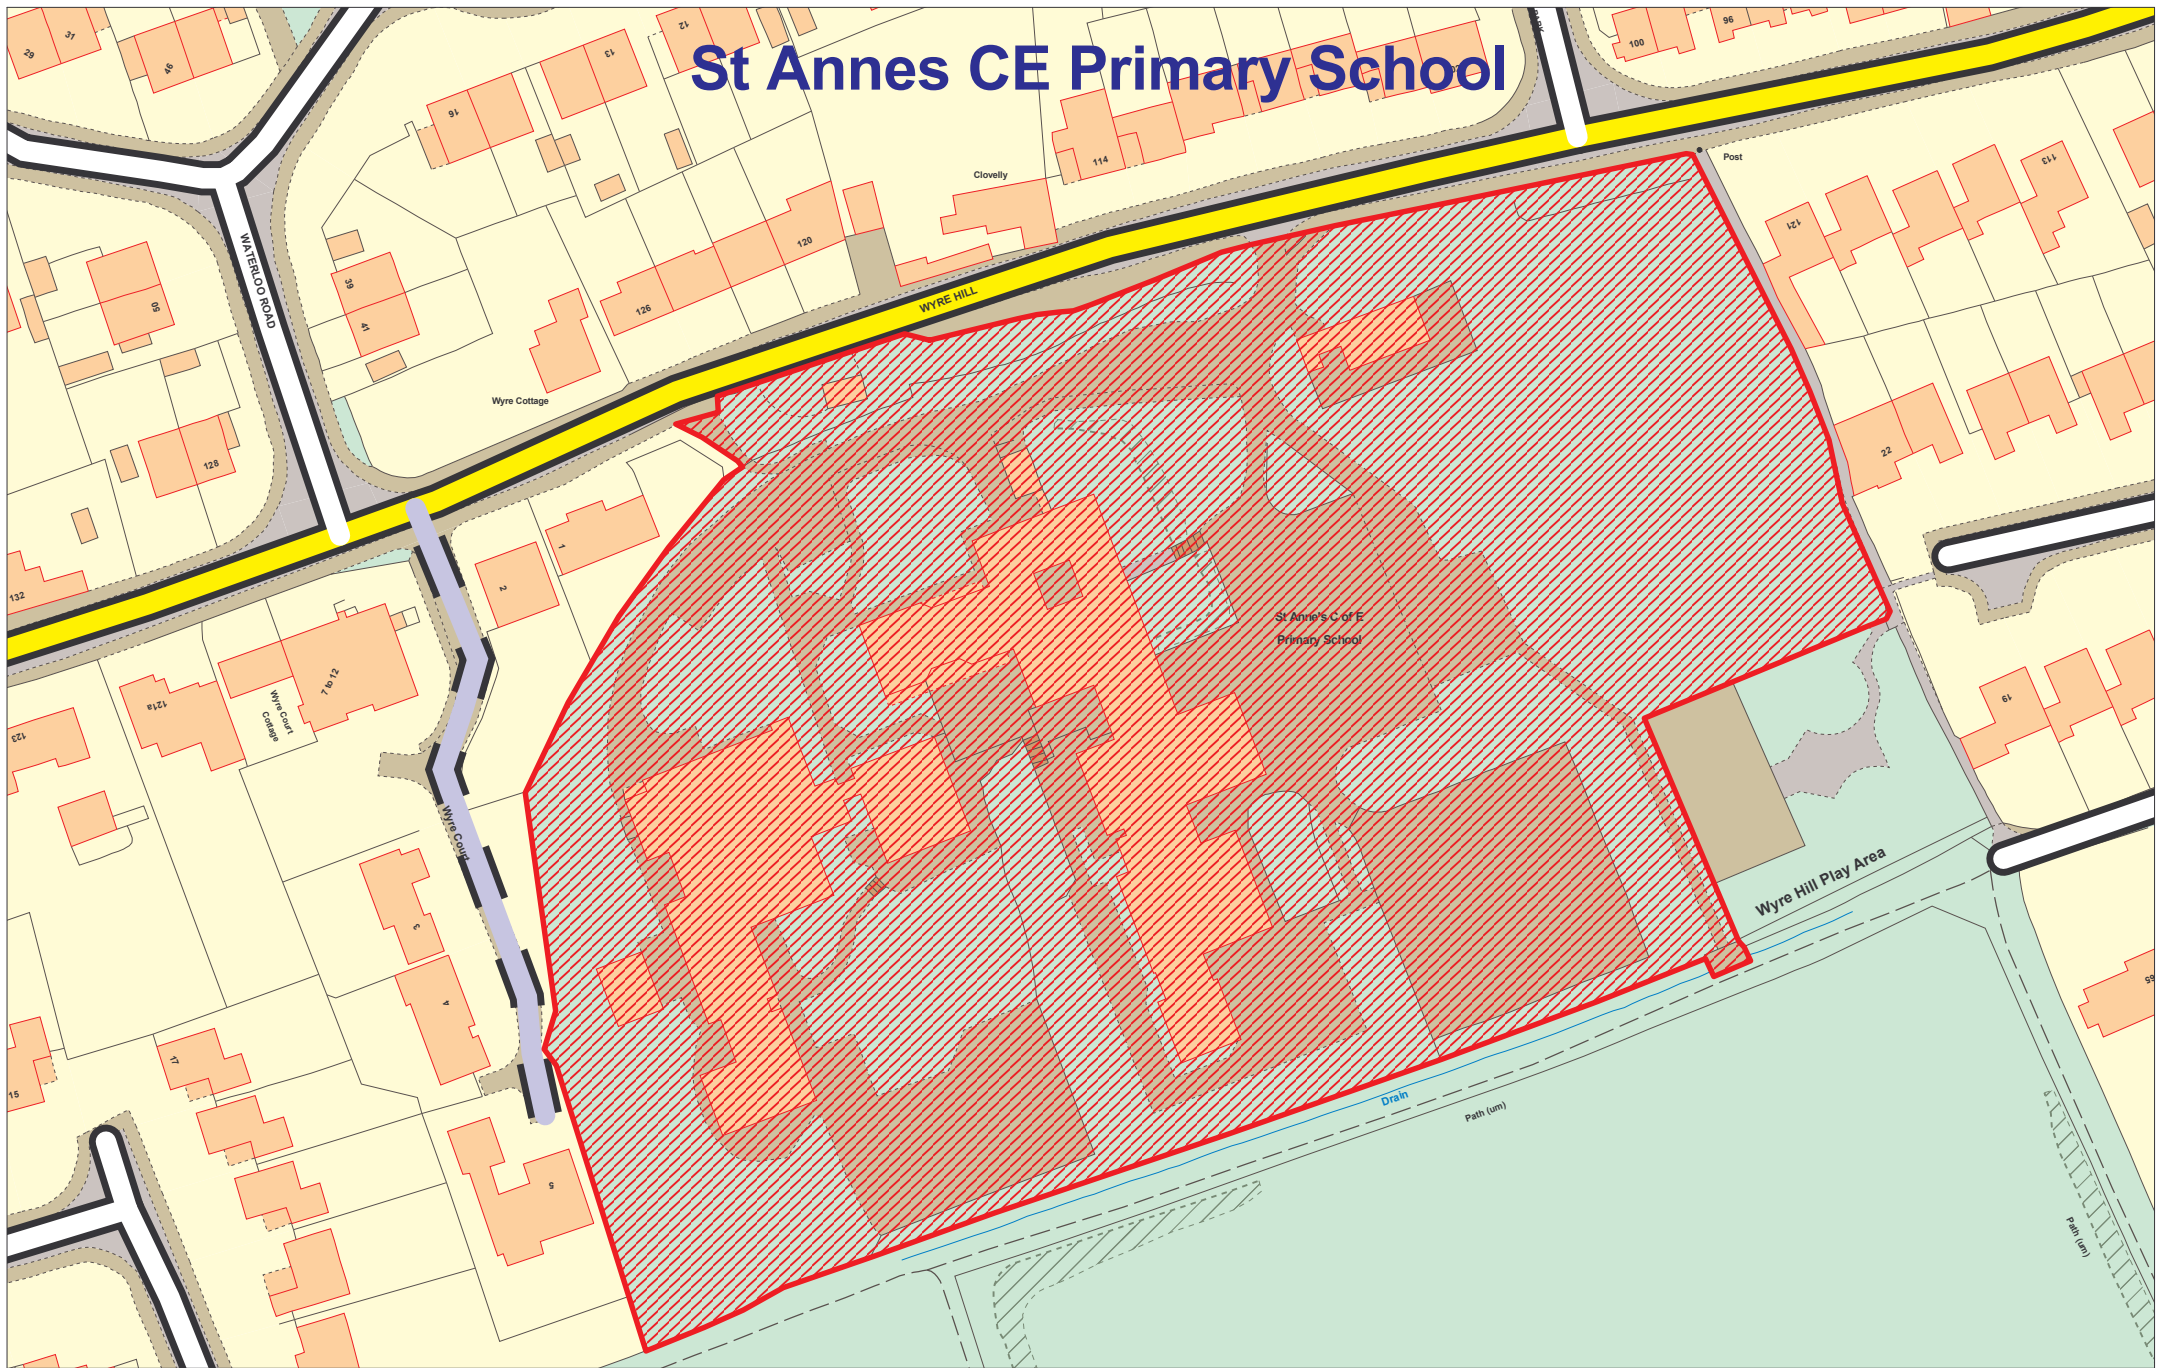 St Annes CE Primary School
29
31
46
16
13
12
100
96
PARK
114
Clovelly
Post
113
121
120
126
WYRE HILL
WATERLOO ROAD
50
39
41
Wyre Cottage
128
22
1
2
132
St Anne's C of E
Primary School
7 to 12
Wyre Court
Cottage
121a
123
19
Wyre Court
Wyre Hill Play Area
3
4
65
17
15
Drain
Path (um)
5
Path (um)